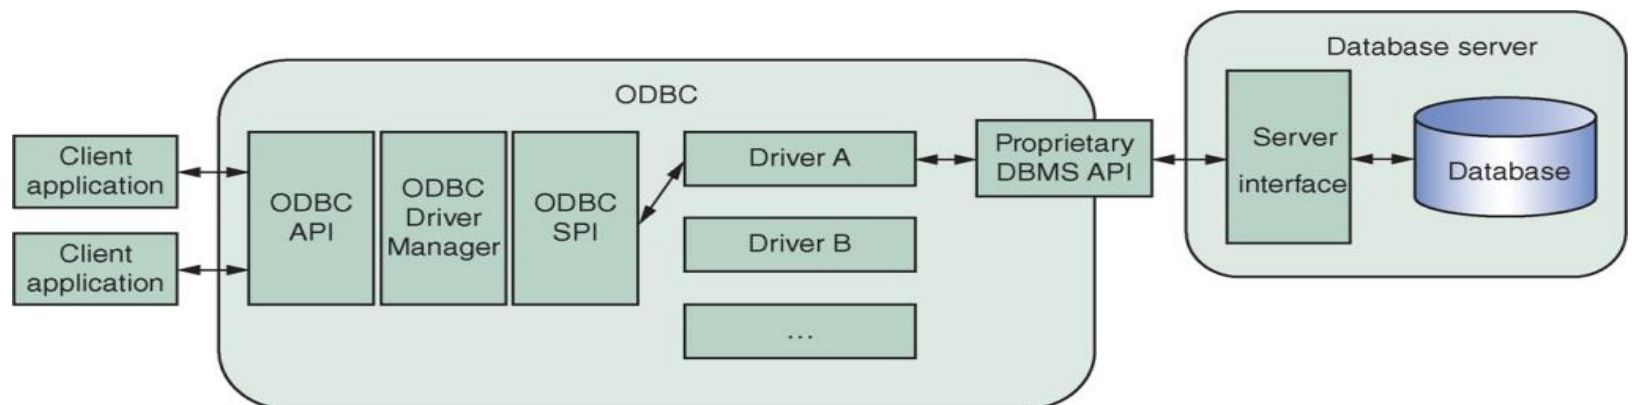 Database server
ODBC
Client
application
Client
application
ODBC
API
ODBC
Driver
Manager
ODBC
SPI
Driver A
Driver B
...
Proprietary
DBMS API
Server
interface
Database